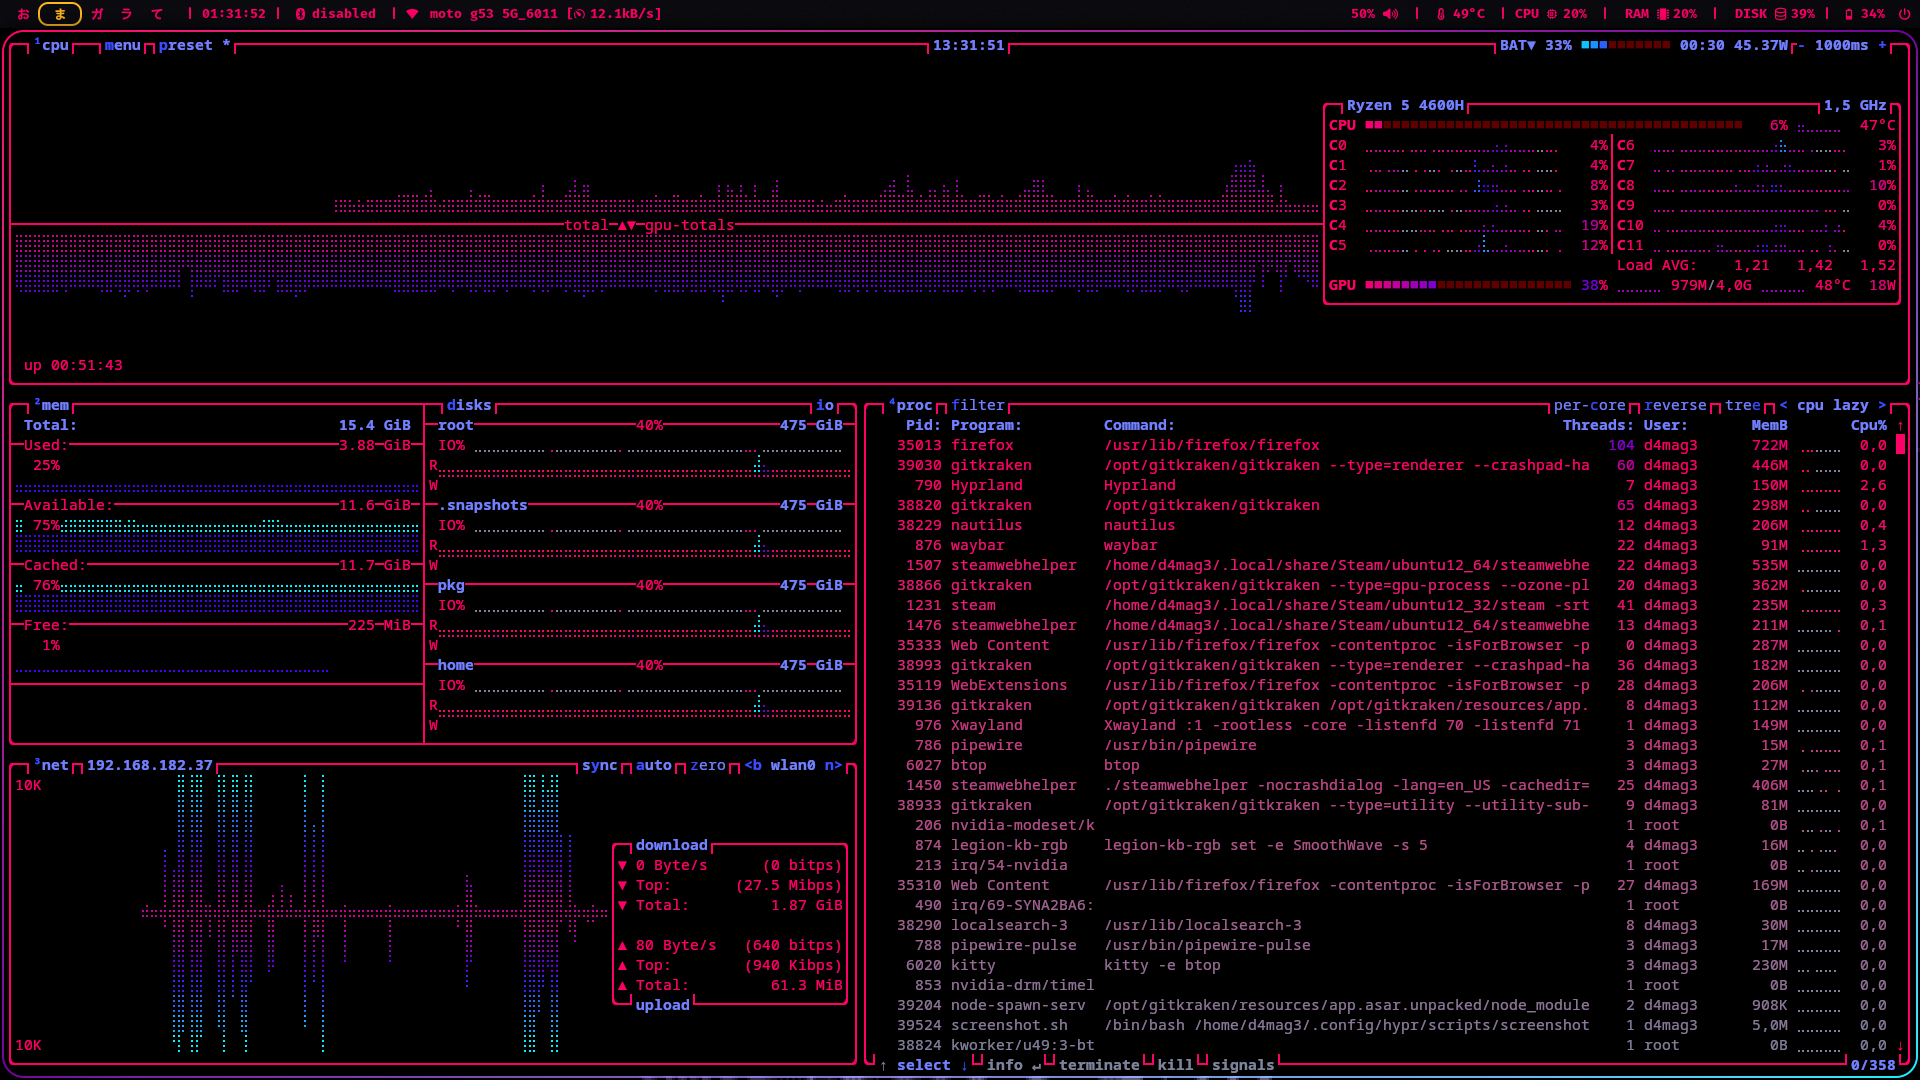 お ま ガ ラ て | 01:31:52 | disabled | moto g53 5G_6011 [12.1kB/s] 50% | 49°C | CPU 20% | RAM 20% | DISK 39% | 34%
¹cpu menu preset * 13:31:51 BAT▼ 33% 00:30 45.37W - 1000ms +
Ryzen 5 4600H 1,5 GHz
CPU 6% 47°C
C0 4% C6 3%
C1 4% C7 1%
C2 8% C8 10%
C3 3% C9 0%
C4 19% C10 4%
total ▲▼ gpu-totals
C5 12% C11 0%
Load AVG: 1,21 1,42 1,52
GPU 38% 979M/4,0G 48°C 18W
up 00:51:43
²mem
Total: 15.4 GiB
Used: 3.88 GiB
25%
Available: 11.6 GiB
75%
Cached: 11.7 GiB
76%
Free: 225 MiB
1%
disks io
root 40% 475 GiB
IO%
R
W
.snapshots 40% 475 GiB
IO%
R
W
pkg 40% 475 GiB
IO%
R
W
home 40% 475 GiB
IO%
R
W
³net 192.168.182.37 sync auto zero <b wlan0 n>
10K
download
▼ 0 Byte/s (0 bitps)
▼ Top: (27.5 Mibps)
▼ Total: 1.87 GiB
▲ 80 Byte/s (640 bitps)
▲ Top: (940 Kibps)
▲ Total: 61.3 MiB
upload
10K
⁴proc filter per-core reverse tree < cpu lazy >
Pid: Program: Command: Threads: User: MemB Cpu% ↑
35013 firefox /usr/lib/firefox/firefox 104 d4mag3 722M 0,0
39030 gitkraken /opt/gitkraken/gitkraken --type=renderer --crashpad-ha 60 d4mag3 446M 0,0
790 Hyprland Hyprland 7 d4mag3 150M 2,6
38820 gitkraken /opt/gitkraken/gitkraken 65 d4mag3 298M 0,0
38229 nautilus nautilus 12 d4mag3 206M 0,4
876 waybar waybar 22 d4mag3 91M 1,3
1507 steamwebhelper /home/d4mag3/.local/share/Steam/ubuntu12_64/steamwebhe 22 d4mag3 535M 0,0
38866 gitkraken /opt/gitkraken/gitkraken --type=gpu-process --ozone-pl 20 d4mag3 362M 0,0
1231 steam /home/d4mag3/.local/share/Steam/ubuntu12_32/steam -srt 41 d4mag3 235M 0,3
1476 steamwebhelper /home/d4mag3/.local/share/Steam/ubuntu12_64/steamwebhe 13 d4mag3 211M 0,1
35333 Web Content /usr/lib/firefox/firefox -contentproc -isForBrowser -p 0 d4mag3 287M 0,0
38993 gitkraken /opt/gitkraken/gitkraken --type=renderer --crashpad-ha 36 d4mag3 182M 0,0
35119 WebExtensions /usr/lib/firefox/firefox -contentproc -isForBrowser -p 28 d4mag3 206M 0,0
39136 gitkraken /opt/gitkraken/gitkraken /opt/gitkraken/resources/app. 8 d4mag3 112M 0,0
976 Xwayland Xwayland :1 -rootless -core -listenfd 70 -listenfd 71 1 d4mag3 149M 0,0
786 pipewire /usr/bin/pipewire 3 d4mag3 15M 0,1
6027 btop btop 3 d4mag3 27M 0,1
1450 steamwebhelper ./steamwebhelper -nocrashdialog -lang=en_US -cachedir= 25 d4mag3 406M 0,1
38933 gitkraken /opt/gitkraken/gitkraken --type=utility --utility-sub- 9 d4mag3 81M 0,0
206 nvidia-modeset/k 1 root 0B 0,1
874 legion-kb-rgb legion-kb-rgb set -e SmoothWave -s 5 4 d4mag3 16M 0,0
213 irq/54-nvidia 1 root 0B 0,0
35310 Web Content /usr/lib/firefox/firefox -contentproc -isForBrowser -p 27 d4mag3 169M 0,0
490 irq/69-SYNA2BA6: 1 root 0B 0,0
38290 localsearch-3 /usr/lib/localsearch-3 8 d4mag3 30M 0,0
788 pipewire-pulse /usr/bin/pipewire-pulse 3 d4mag3 17M 0,0
6020 kitty kitty -e btop 3 d4mag3 230M 0,0
853 nvidia-drm/timel 1 root 0B 0,0
39204 node-spawn-serv /opt/gitkraken/resources/app.asar.unpacked/node_module 2 d4mag3 908K 0,0
39524 screenshot.sh /bin/bash /home/d4mag3/.config/hypr/scripts/screenshot 1 d4mag3 5,0M 0,0
38824 kworker/u49:3-bt 1 root 0B 0,0 ↓
↑ select ↓ info ↵ terminate kill signals 0/358